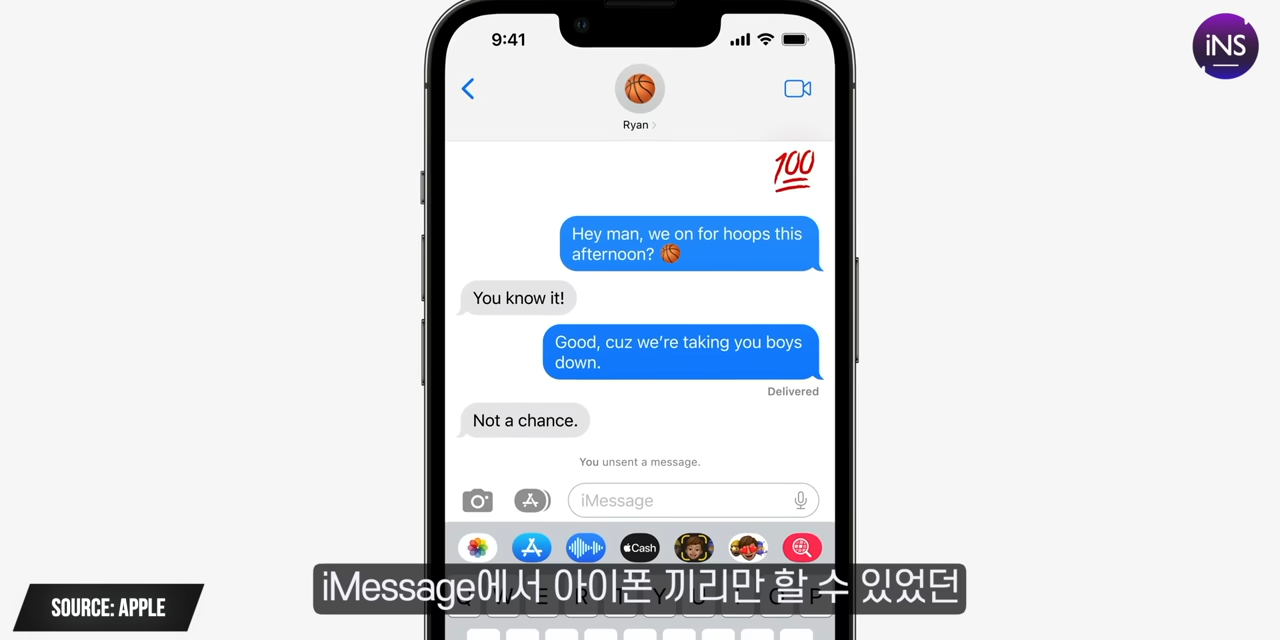 9:41
iNS
Ryan
100
Hey man, we on for hoops this
afternoon?
You know it!
Good, cuz we're taking you boys
down.
Delivered
Not a chance.
You unsent a message.
iMessage
Cash
iMessage에서 아이폰 끼리만 할 수 있었던
SOURCE: APPLE